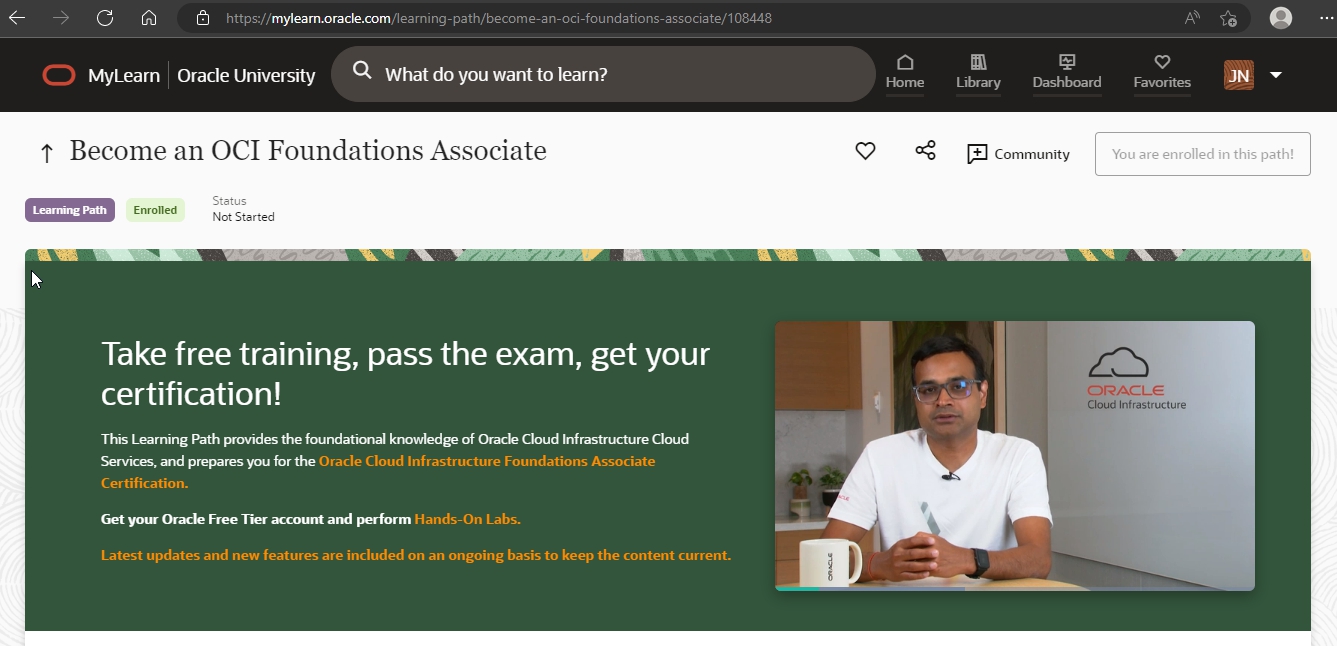 https://mylearn.oracle.com/learning-path/become-an-oci-foundations-associate/108448
MyLearn | Oracle University
What do you want to learn?
Home
Library
Dashboard
Favorites
JN
Become an OCI Foundations Associate
Community
You are enrolled in this path!
Learning Path
Enrolled
Status
Not Started
Take free training, pass the exam, get your
certification!
This Learning Path provides the foundational knowledge of Oracle Cloud Infrastructure Cloud
Services, and prepares you for the Oracle Cloud Infrastructure Foundations Associate
Certification.
Get your Oracle Free Tier account and perform Hands-On Labs.
Latest updates and new features are included on an ongoing basis to keep the content current.
ORACLE
Cloud Infrastructure
ORACLE
ORACLE